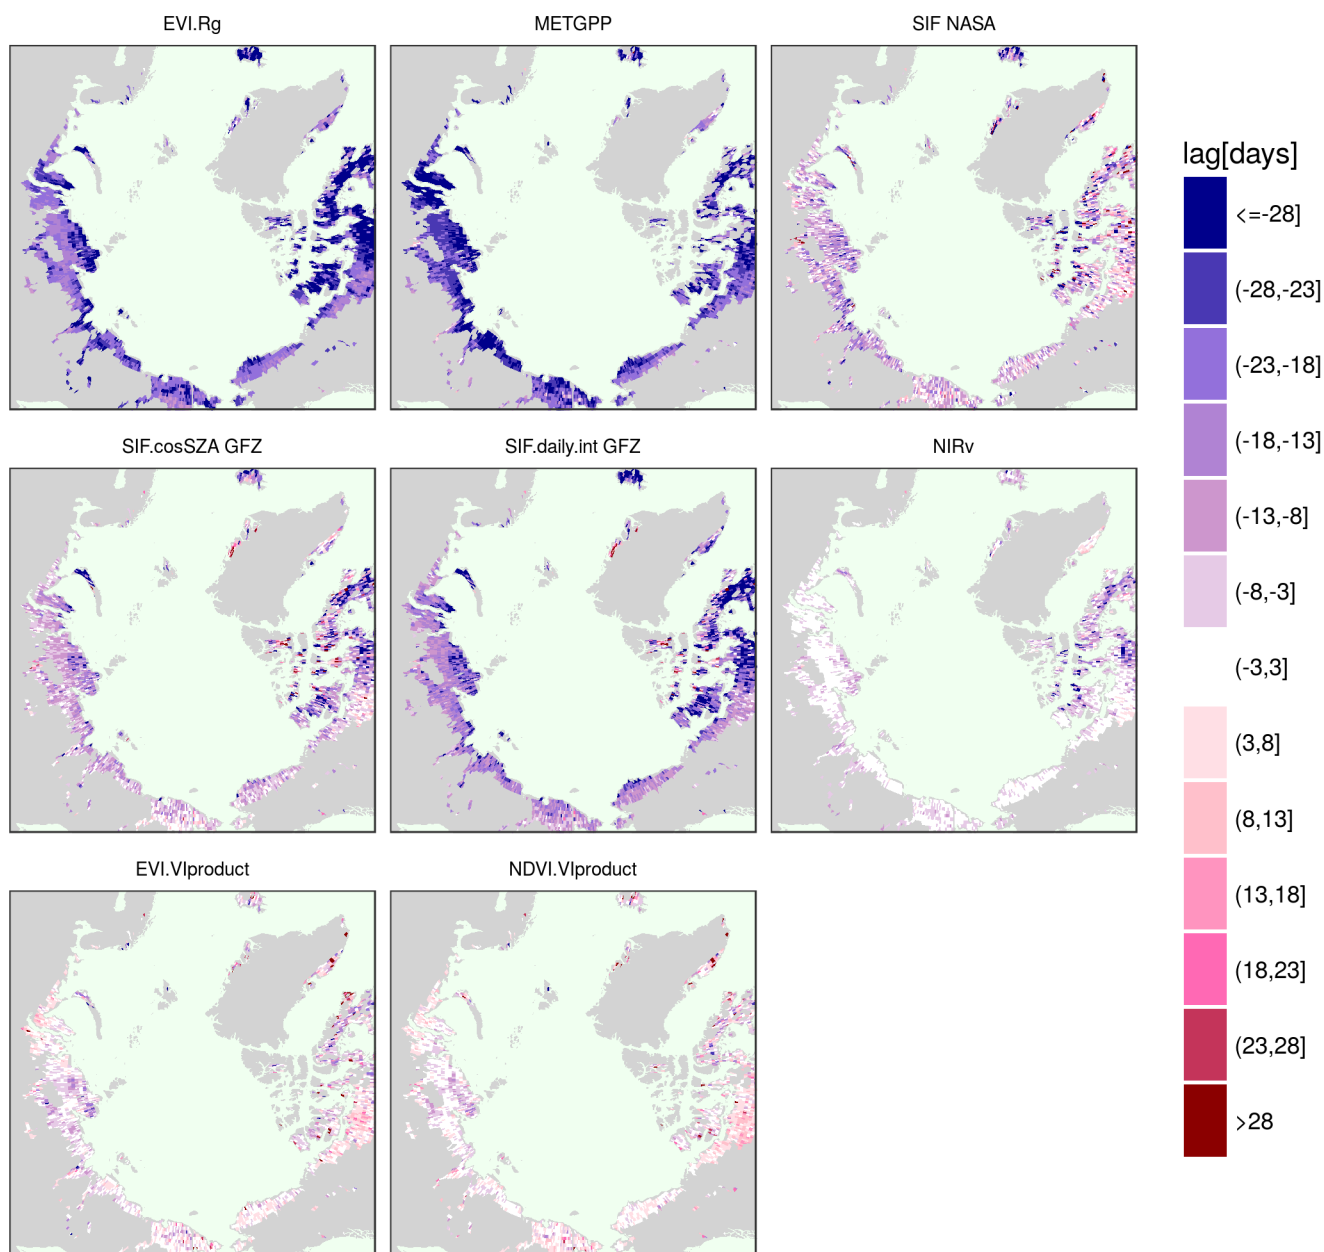 EVI.Rg
METGPP
SIF NASA
SIF.cosSZA GFZ
SIF.daily.int GFZ
NIRv
EVI.VIproduct
NDVI.VIproduct
lag[days]
<=-28]
(-28,-23]
(-23,-18]
(-18,-13]
(-13,-8]
(-8,-3]
(-3,3]
(3,8]
(8,13]
(13,18]
(18,23]
(23,28]
>28